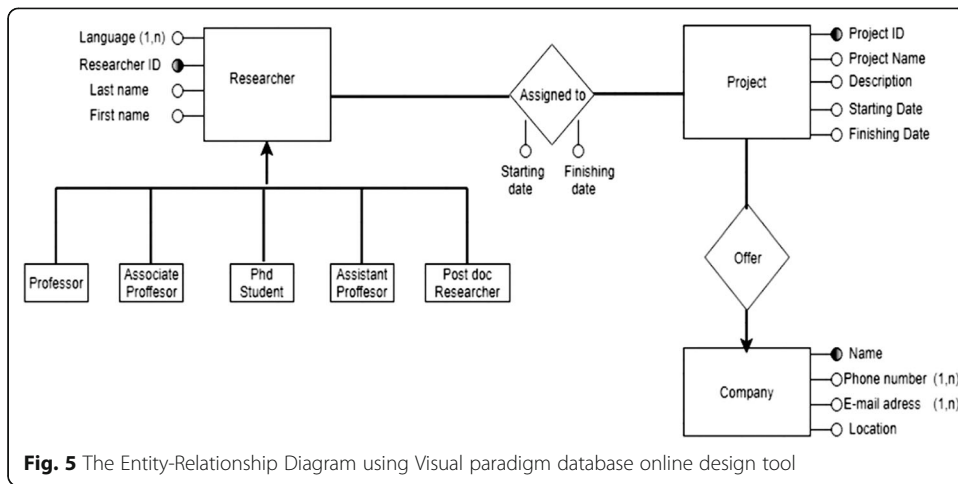 Language (1,n)
Researcher ID
Last name
First name
Researcher
Assigned to
Starting
date
Finishing
date
Project
Project ID
Project Name
Description
Starting Date
Finishing Date
Professor
Associate
Proffesor
Phd
Student
Assistant
Proffesor
Post doc
Researcher
Offer
Company
Name
Phone number (1,n)
E-mail adress (1,n)
Location
Fig. 5 The Entity-Relationship Diagram using Visual paradigm database online design tool